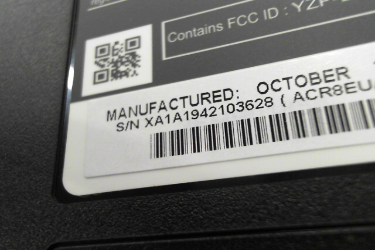 Contains FCC ID : YZP-
MANUFACTURED: OCTOBER
S/N XA1A1942103628 ( ACR8EU